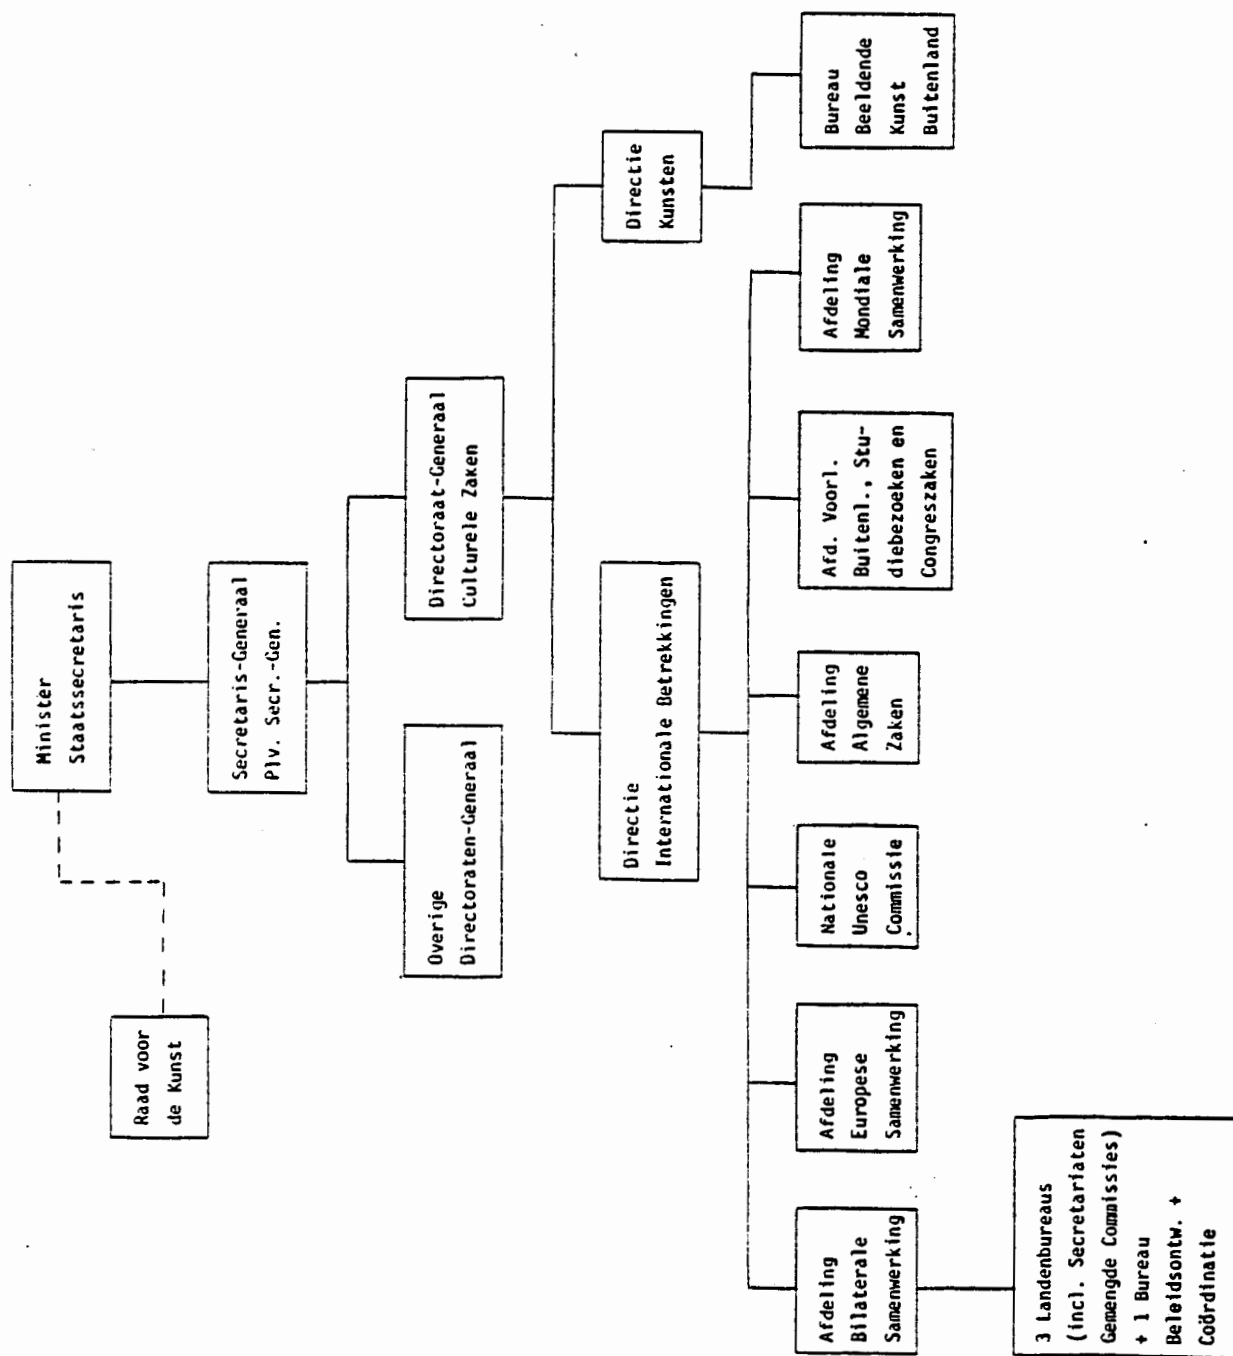 Minister
Staatssecretaris
Raad voor
de Kunst
Secretaris-Generaal
Plv. Secr.-Gen.
Overige
Directoraten-Generaal
Directoraat-Generaal
Culturele Zaken
Directie
Internationale Betrekkingen
Directie
Kunsten
Afdeling
Bilaterale
Samenwerking
Afdeling
Europese
Samenwerking
Nationale
Unesco
Commissie
Afdeling
Algemene
Zaken
Afd. Voorl.
Buitenl., Stu-
diebezoeken en
Congreszaken
Afdeling
Mondiale
Samenwerking
Bureau
Beeldende
Kunst
Buitenland
3 Landenbureaus
(incl. Secretariaten
Gemengde Commissies)
+ 1 Bureau
Beleidsontw. +
Coördinatie